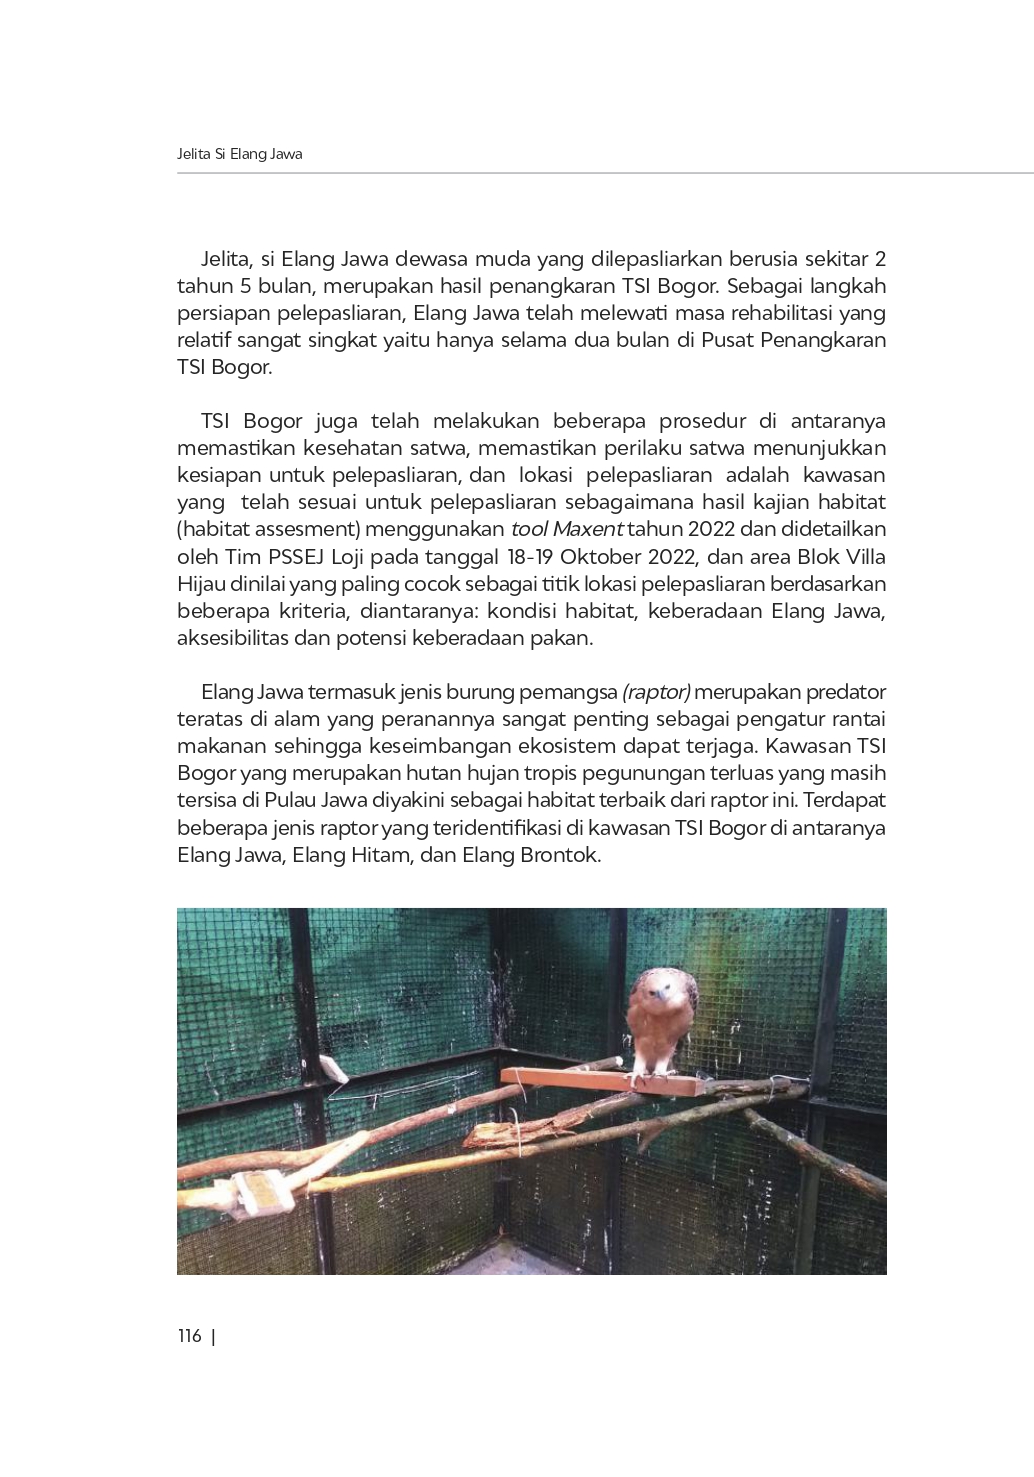 Jelita Si Elang Jawa
Jelita, si Elang Jawa dewasa muda yang dilepasliarkan berusia sekitar 2
tahun 5 bulan, merupakan hasil penangkaran TSI Bogor. Sebagai langkah
persiapan pelepasliaran, Elang Jawa telah melewati masa rehabilitasi yang
relatif sangat singkat yaitu hanya selama dua bulan di Pusat Penangkaran
TSI Bogor.
TSI Bogor juga telah melakukan beberapa prosedur di antaranya
memastikan kesehatan satwa, memastikan perilaku satwa menunjukkan
kesiapan untuk pelepasliaran, dan lokasi pelepasliaran adalah kawasan
yang telah sesuai untuk pelepasliaran sebagaimana hasil kajian habitat
(habitat assesment) menggunakan tool Maxent tahun 2022 dan didetailkan
oleh Tim PSSEJ Loji pada tanggal 18-19 Oktober 2022, dan area Blok Villa
Hijau dinilai yang paling cocok sebagai titik lokasi pelepasliaran berdasarkan
beberapa kriteria, diantaranya: kondisi habitat, keberadaan Elang Jawa,
aksesibilitas dan potensi keberadaan pakan.
Elang Jawa termasuk jenis burung pemangsa (raptor) merupakan predator
teratas di alam yang peranannya sangat penting sebagai pengatur rantai
makanan sehingga keseimbangan ekosistem dapat terjaga. Kawasan TSI
Bogor yang merupakan hutan hujan tropis pegunungan terluas yang masih
tersisa di Pulau Jawa diyakini sebagai habitat terbaik dari raptor ini. Terdapat
beberapa jenis raptor yang teridentifikasi di kawasan TSI Bogor di antaranya
Elang Jawa, Elang Hitam, dan Elang Brontok.
116 |